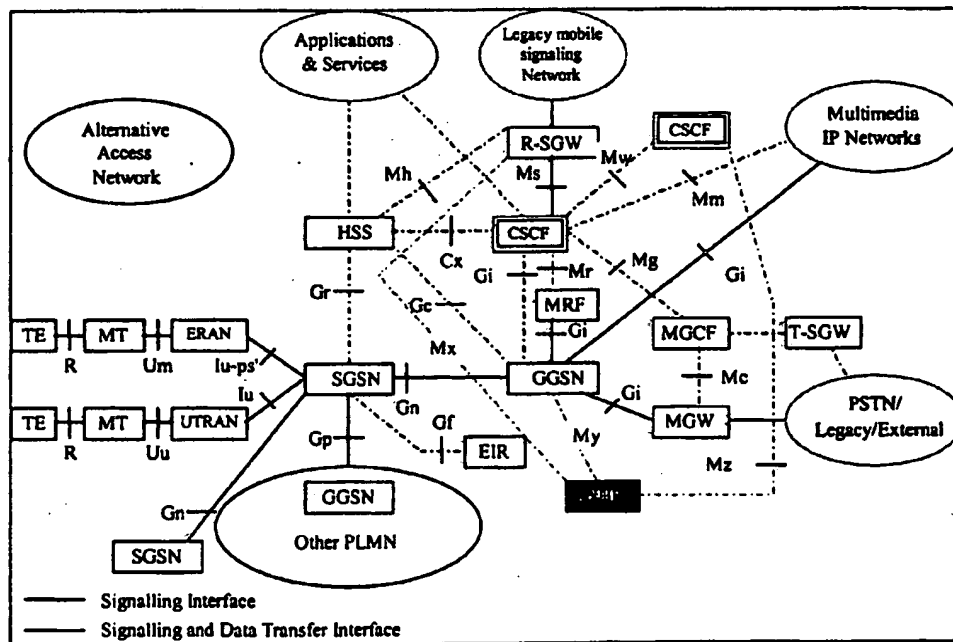 Applications
& Services
Legacy mobile
signaling
Network
Alternative
Access
Network
R-SGW
CSCF
Multimedia
IP Networks
Mh
Ms
Mw
Mm
HSS
CSCF
Cx
Gi
Mr
Mg
Gi
Gr
Gc
MRF
TE
MT
ERAN
Mx
Gi
MGCF
T-SGW
R
Um
Iu-ps'
Iu
SGSN
Gn
GGSN
Gi
Mc
TE
MT
UTRAN
MGW
PSTN/
Legacy/External
R
Uu
Gp
Gf
EIR
My
Mz
GGSN
Gn
Other PLMN
SGSN
Signalling Interface
Signalling and Data Transfer Interface